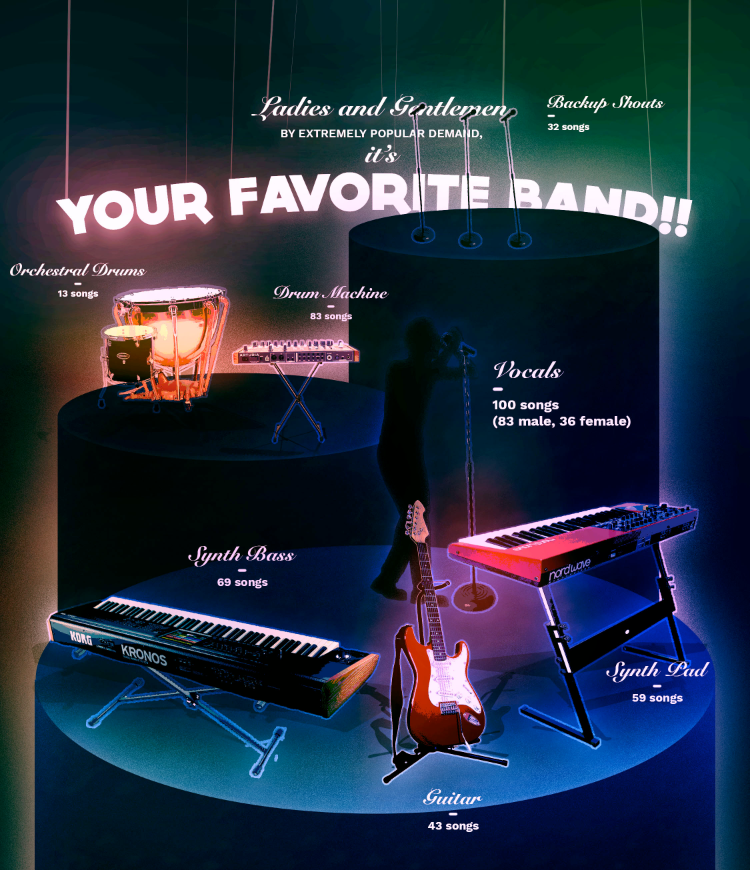 Ladies and Gentlemen,
BY EXTREMELY POPULAR DEMAND,
it's
YOUR FAVORITE BAND!!
Backup Shouts
32 songs
Orchestral Drums
13 songs
Drum Machine
83 songs
Vocals
100 songs
(83 male, 36 female)
Synth Bass
69 songs
KORG
KRONOS
nord wave
Synth Pad
59 songs
Guitar
43 songs